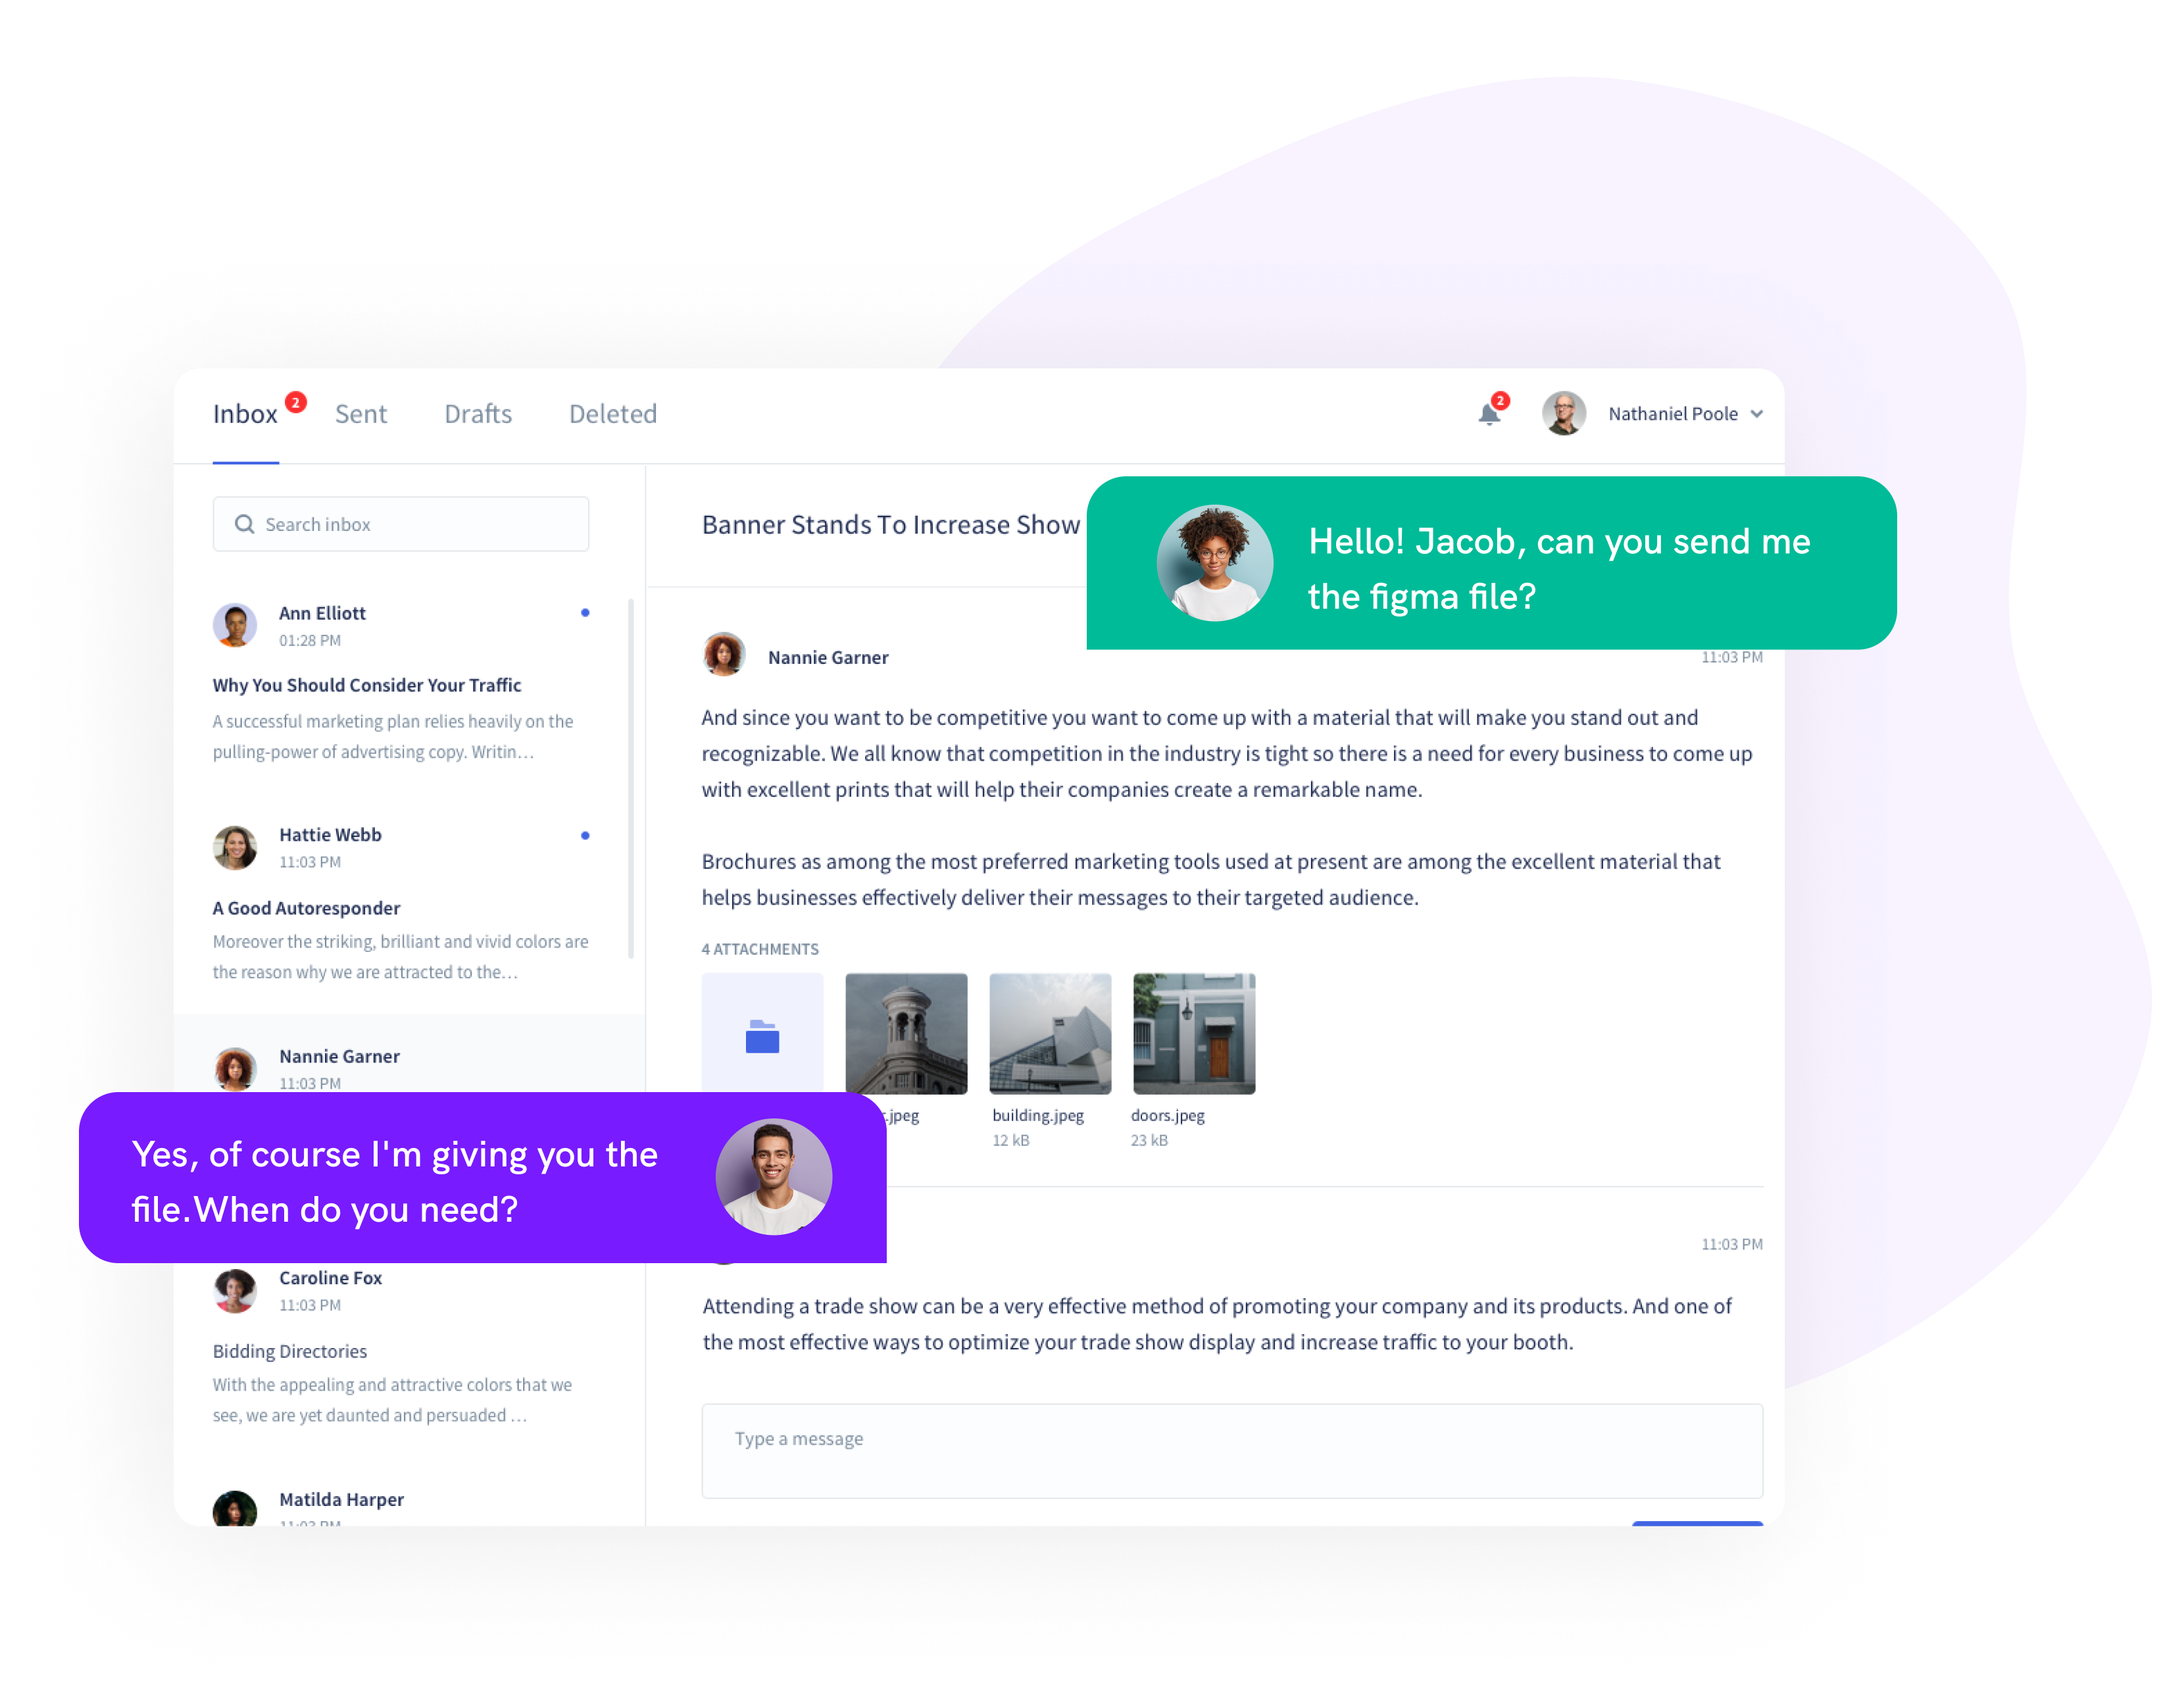 Inbox 2 Sent Drafts Deleted
2 Nathaniel Poole
Search inbox
Ann Elliott
01:28 PM
Why You Should Consider Your Traffic
A successful marketing plan relies heavily on the
pulling-power of advertising copy. Writin...
Hattie Webb
11:03 PM
A Good Autoresponder
Moreover the striking, brilliant and vivid colors are
the reason why we are attracted to the...
Nannie Garner
11:03 PM
Yes, of course I'm giving you the
file.When do you need?
Caroline Fox
11:03 PM
Bidding Directories
With the appealing and attractive colors that we
see, we are yet daunted and persuaded ...
Matilda Harper
11:03 PM
Banner Stands To Increase Show
Hello! Jacob, can you send me
the figma file?
Nannie Garner
11:03 PM
And since you want to be competitive you want to come up with a material that will make you stand out and
recognizable. We all know that competition in the industry is tight so there is a need for every business to come up
with excellent prints that will help their companies create a remarkable name.
Brochures as among the most preferred marketing tools used at present are among the excellent material that
helps businesses effectively deliver their messages to their targeted audience.
4 ATTACHMENTS
.jpeg building.jpeg doors.jpeg
12 kB 23 kB
11:03 PM
Attending a trade show can be a very effective method of promoting your company and its products. And one of
the most effective ways to optimize your trade show display and increase traffic to your booth.
Type a message